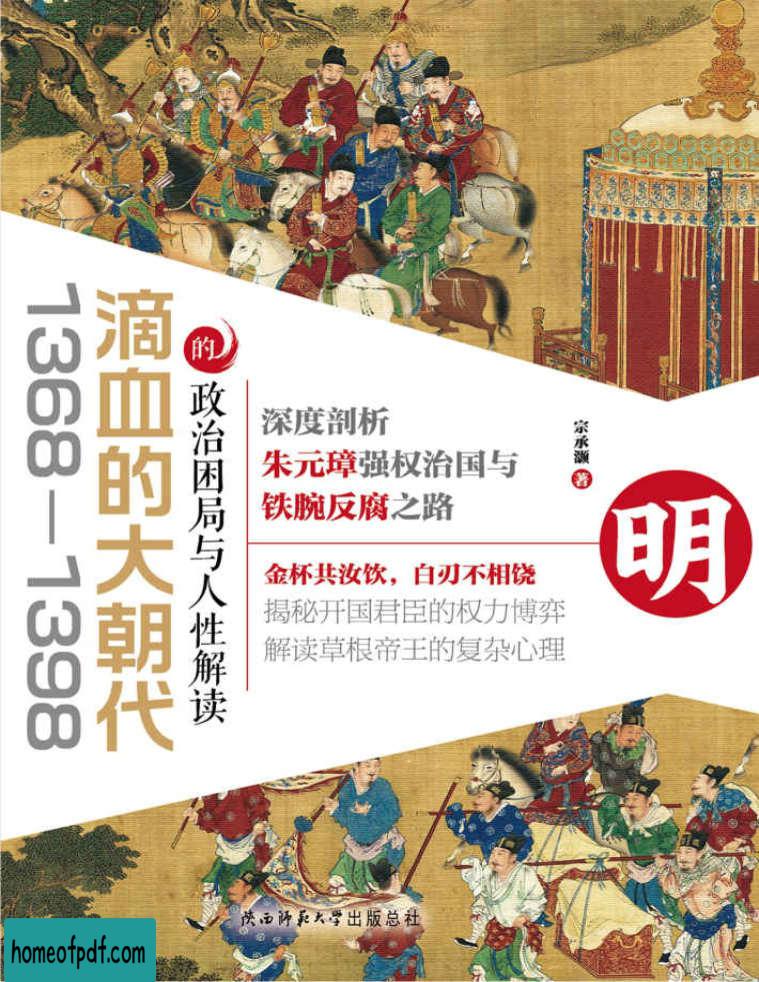 1368—1398
滴血的大朝代
的
政治困局与人性解读
深度剖析
朱元璋强权治国与
铁腕反腐之路
宗承灏
著
明
金杯共汝饮，白刃不相饶
揭秘开国君臣的权力博弈
解读草根帝王的复杂心理
陕西师范大学出版总社
homeofpdf.com